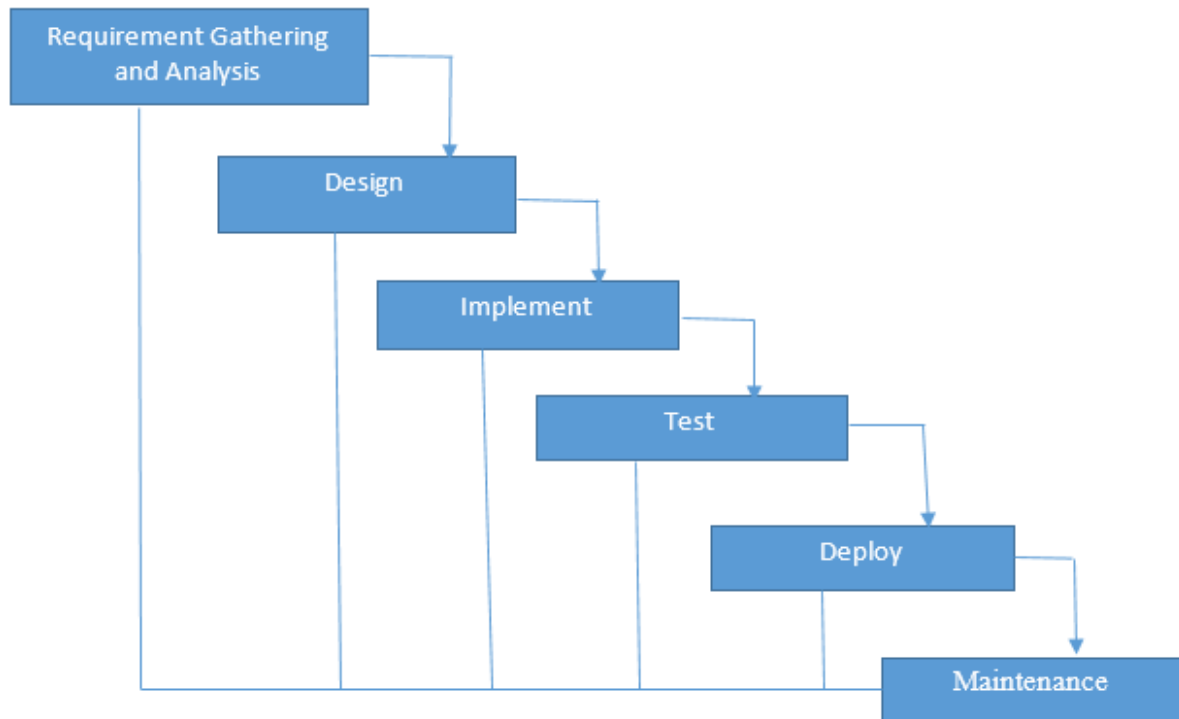 Requirement Gathering
and Analysis
Design
Implement
Test
Deploy
Maintenance